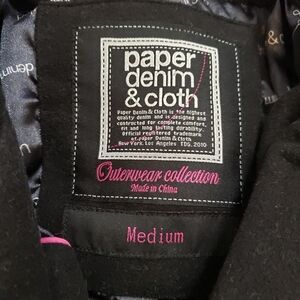 paper
denim
& cloth
Paper Denim & Cloth is the highest
quality denim and is designed and
contructed for complete comfort,
fit and long lasting durability.
Official registered trademark
of paper Denim & Cloth.
New York. Los Angeles TDG, 2010
Outerwear collection
Made in China
Medium